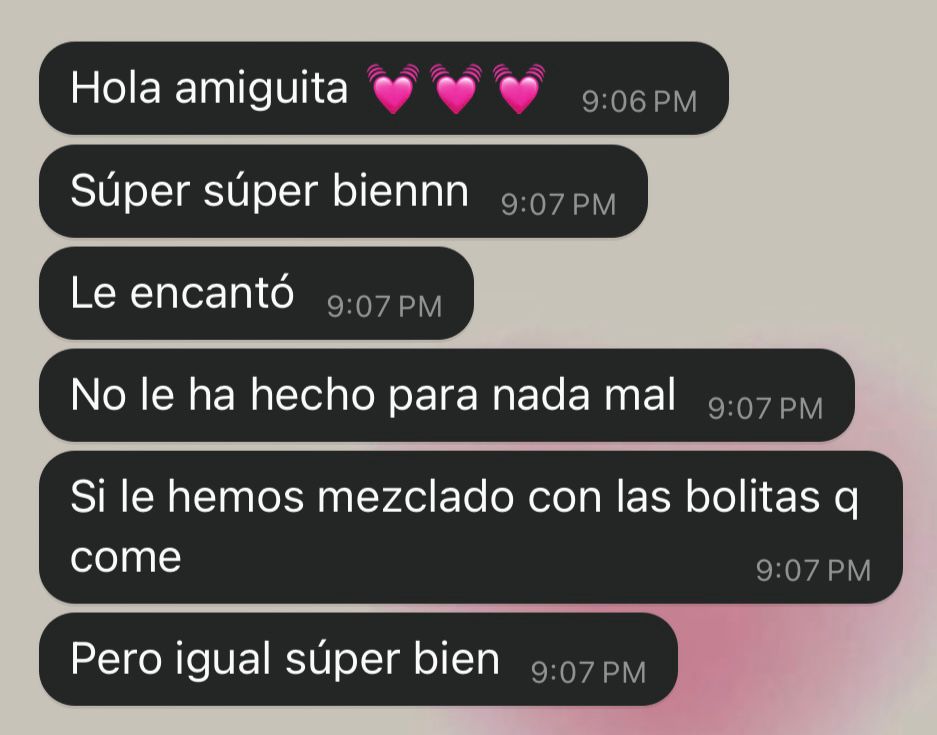 Hola amiguita 💓💓💓 9:06 PM
Súper súper biennn 9:07 PM
Le encantó 9:07 PM
No le ha hecho para nada mal 9:07 PM
Si le hemos mezclado con las bolitas q
come 9:07 PM
Pero igual súper bien 9:07 PM